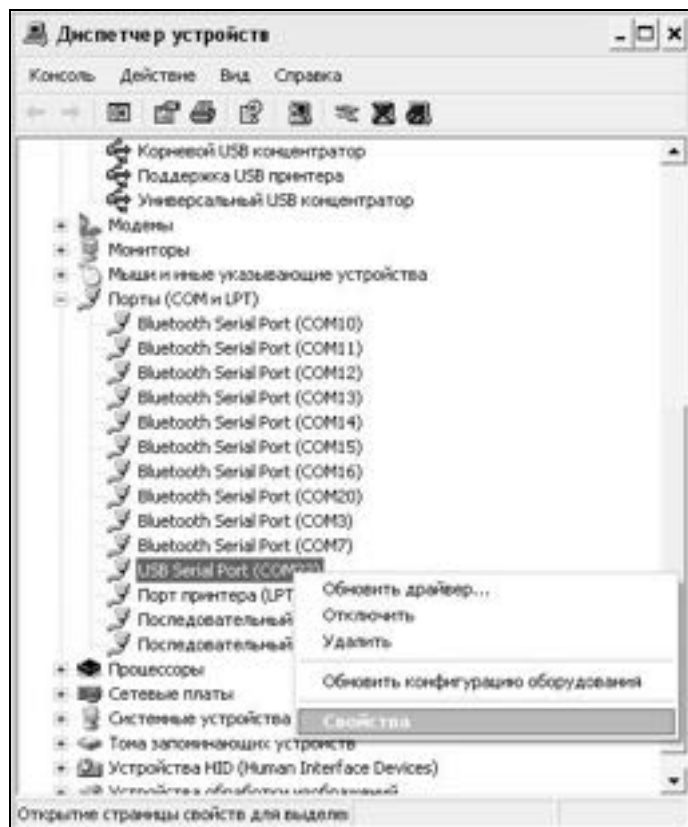 Диспетчер устройств
Консоль Действие Вид Справка
Корневой USB концентратор
Поддержка USB принтера
Универсальный USB концентратор
Модемы
Мониторы
Мыши и иные указывающие устройства
Порты (COM и LPT)
Bluetooth Serial Port (COM10)
Bluetooth Serial Port (COM11)
Bluetooth Serial Port (COM12)
Bluetooth Serial Port (COM13)
Bluetooth Serial Port (COM14)
Bluetooth Serial Port (COM15)
Bluetooth Serial Port (COM16)
Bluetooth Serial Port (COM20)
Bluetooth Serial Port (COM3)
Bluetooth Serial Port (COM7)
USB Serial Port
Порт принтера (LPT
Последовательный
Последовательный
Процессоры
Сетевые платы
Системные устройства
Тома запоминающих устройств
Устройства HID (Human Interface Devices)
Устройства обработки изображений
Обновить драйвер...
Отключить
Удалить
Обновить конфигурацию оборудования
Свойства
Открытие страницы свойств для выделе